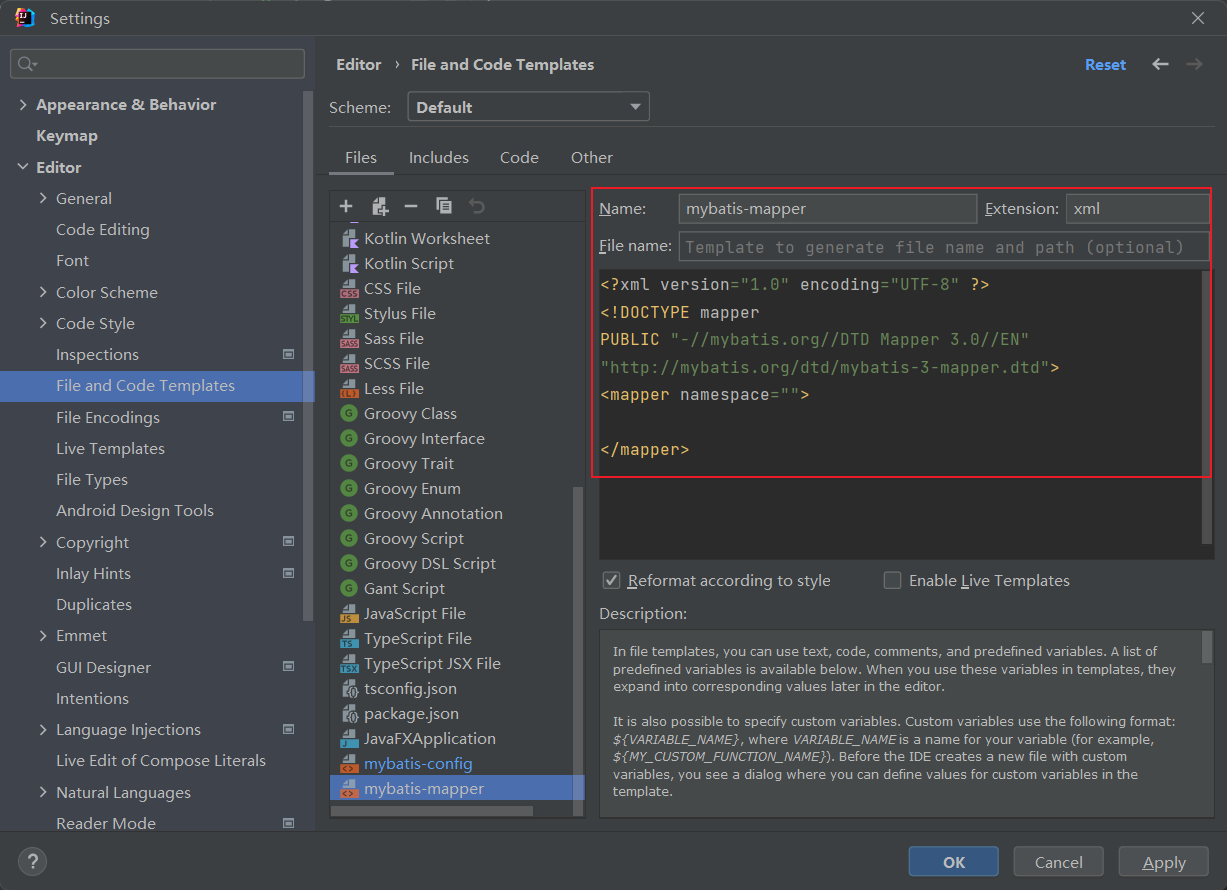 Settings
Editor › File and Code Templates
Reset
Scheme: Default
Files Includes Code Other
Appearance & Behavior
Keymap
Editor
General
Code Editing
Font
Color Scheme
Code Style
Inspections
File and Code Templates
File Encodings
Live Templates
File Types
Android Design Tools
Copyright
Inlay Hints
Duplicates
Emmet
GUI Designer
Intentions
Language Injections
Live Edit of Compose Literals
Natural Languages
Reader Mode
Kotlin Worksheet
Kotlin Script
CSS File
Stylus File
Sass File
SCSS File
Less File
Groovy Class
Groovy Interface
Groovy Trait
Groovy Enum
Groovy Annotation
Groovy Script
Groovy DSL Script
Gant Script
JavaScript File
TypeScript File
TypeScript JSX File
tsconfig.json
package.json
JavaFXApplication
mybatis-config
mybatis-mapper
Name: mybatis-mapper Extension: xml
File name: Template to generate file name and path (optional)
<?xml version="1.0" encoding="UTF-8" ?>
<!DOCTYPE mapper
PUBLIC "-//mybatis.org//DTD Mapper 3.0//EN"
"http://mybatis.org/dtd/mybatis-3-mapper.dtd">
<mapper namespace="">
</mapper>
Reformat according to style Enable Live Templates
Description:
In file templates, you can use text, code, comments, and predefined variables. A list of
predefined variables is available below. When you use these variables in templates, they
expand into corresponding values later in the editor.
It is also possible to specify custom variables. Custom variables use the following format:
${VARIABLE_NAME}, where VARIABLE_NAME is a name for your variable (for example,
${MY_CUSTOM_FUNCTION_NAME}). Before the IDE creates a new file with custom
variables, you see a dialog where you can define values for custom variables in the
template.
?
OK Cancel Apply